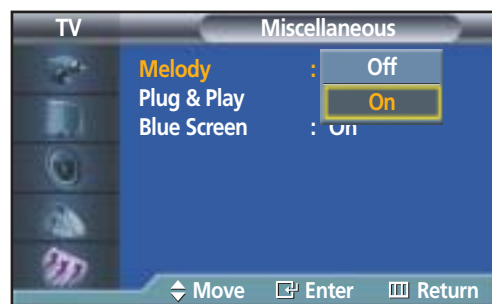 TV Miscellaneous
Melody : Off
On
Plug & Play
Blue Screen : On
Move Enter Return